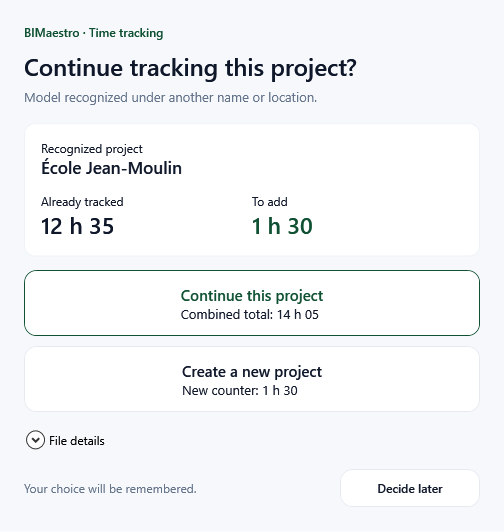 BIMaestro · Time tracking
Continue tracking this project?
Model recognized under another name or location.
Recognized project
École Jean-Moulin
Already tracked
To add
12 h 35
1 h 30
Continue this project
Combined total: 14 h 05
Create a new project
New counter: 1 h 30
File details
Your choice will be remembered.
Decide later